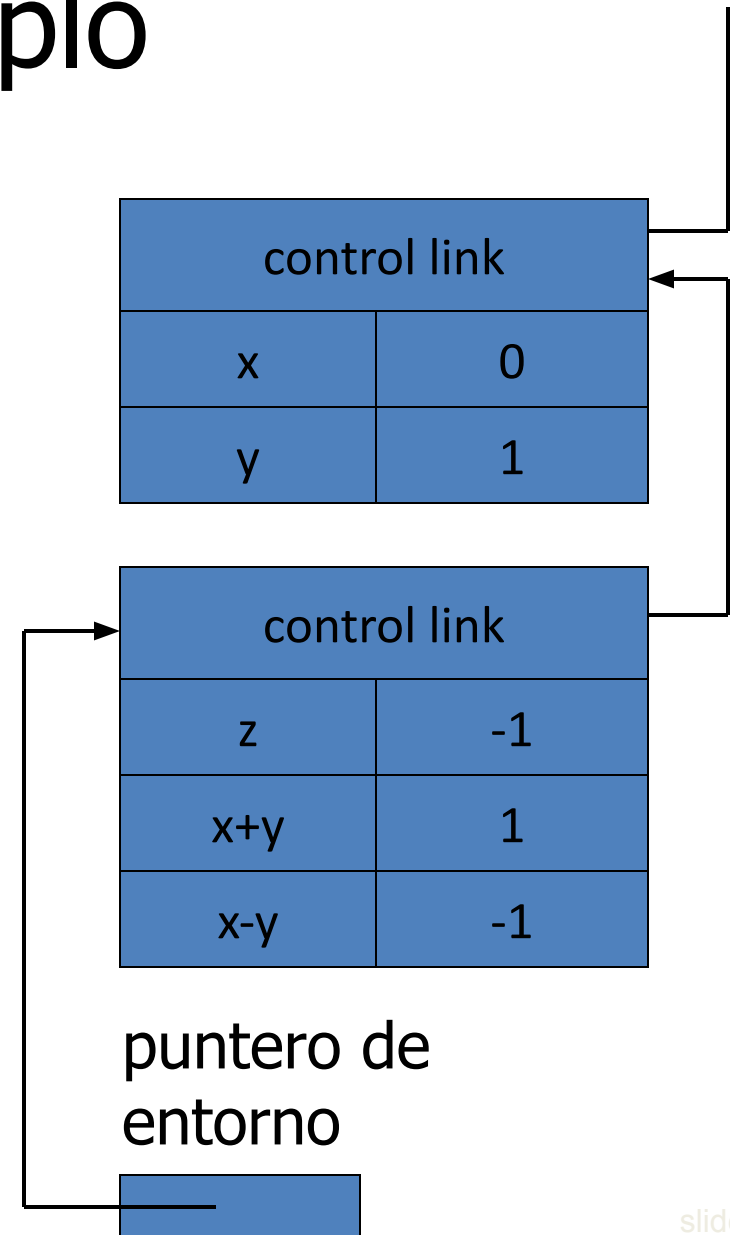 plo
control link
x 0
y 1
control link
z -1
x+y 1
x-y -1
puntero de
entorno